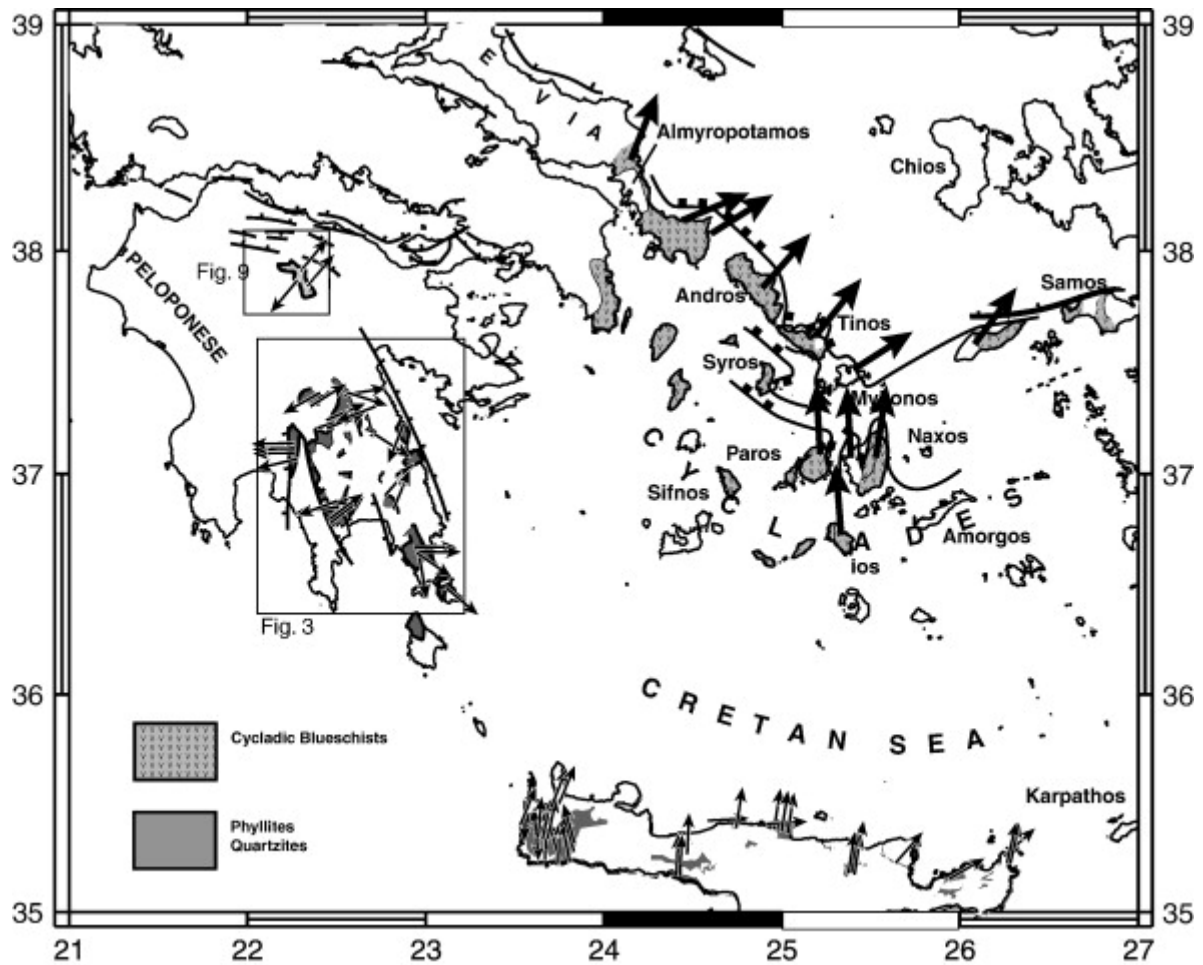 39
39
EVIA
Almyropotamos
Chios
38
38
PELOPONESE
Fig. 9
Andros
Samos
Tinos
Syros
Mykonos
37
37
CYCLADES
Paros
Naxos
Sifnos
Amorgos
ios
Fig. 3
36
36
CRETAN SEA
Cycladic Blueschists
Karpathos
Phyllites
Quartzites
35
35
21
22
23
24
25
26
27